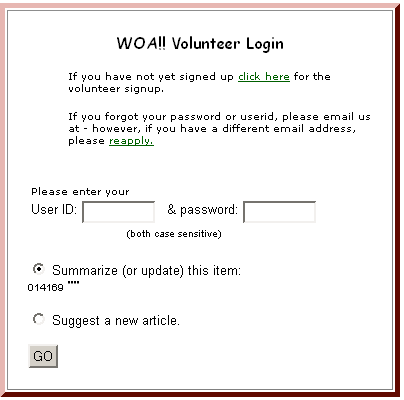 WOA!! Volunteer Login
If you have not yet signed up click here for the
volunteer signup.
If you forgot your password or userid, please email us
at - however, if you have a different email address,
please reapply.
Please enter your
User ID: & password:
(both case sensitive)
Summarize (or update) this item:
014169 """
Suggest a new article.
GO